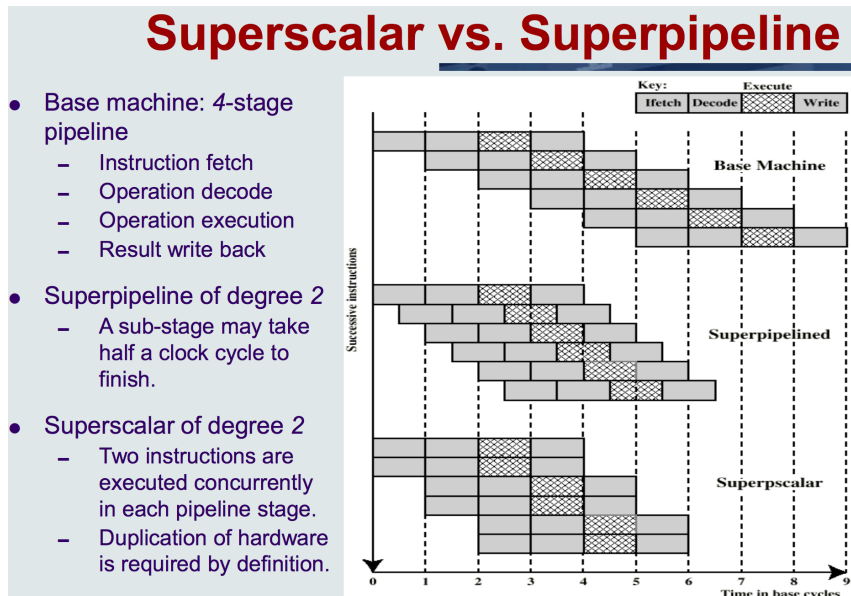 Superscalar vs. Superpipeline
● Base machine: 4-stage
pipeline
– Instruction fetch
– Operation decode
– Operation execution
– Result write back
● Superpipeline of degree 2
– A sub-stage may take
half a clock cycle to
finish.
● Superscalar of degree 2
– Two instructions are
executed concurrently
in each pipeline stage.
– Duplication of hardware
is required by definition.
Key: Execute
Ifetch Decode Write
Base Machine
Successive instructions
Superpipelined
Superpscalar
0 1 2 3 4 5 6 7 8 9
Time in base cycles